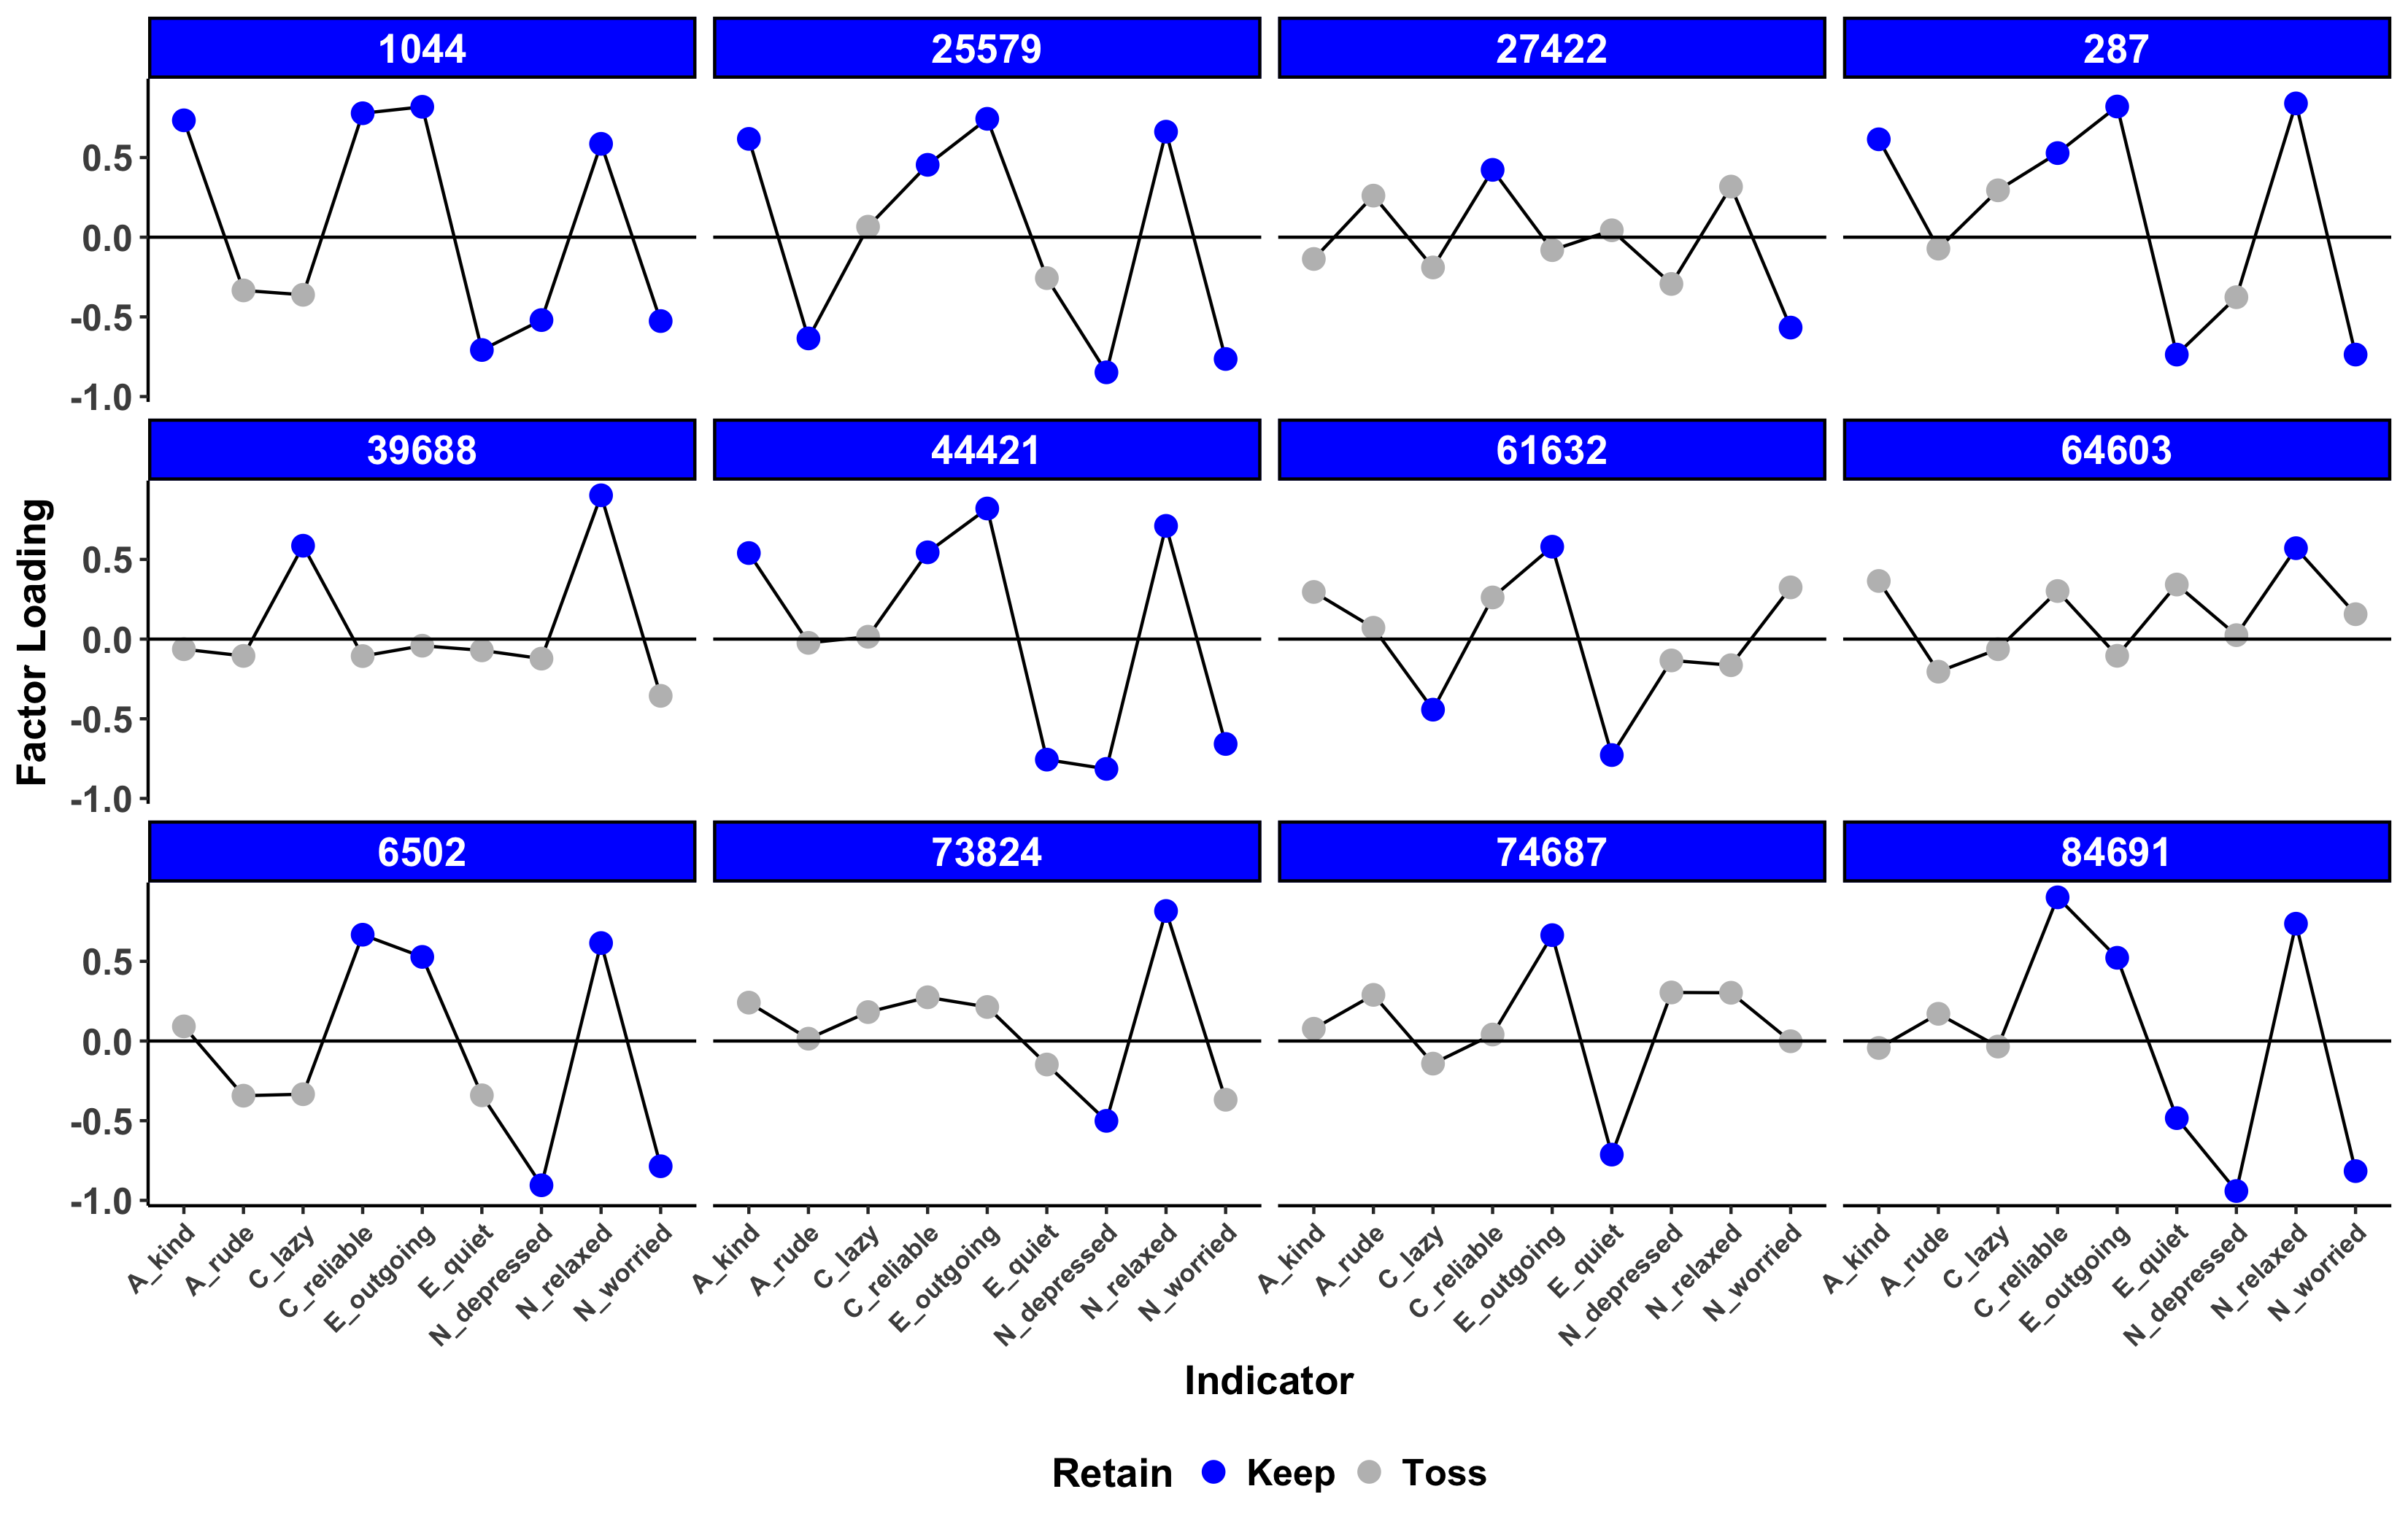 1044 25579 27422 287
0.5
0.0
-0.5
-1.0
39688 44421 61632 64603
0.5
0.0
-0.5
-1.0
Factor Loading
6502 73824 74687 84691
0.5
0.0
-0.5
-1.0
A_kind A_rude C_lazy C_reliable E_outgoing E_quiet N_depressed N_relaxed N_worried
A_kind A_rude C_lazy C_reliable E_outgoing E_quiet N_depressed N_relaxed N_worried
A_kind A_rude C_lazy C_reliable E_outgoing E_quiet N_depressed N_relaxed N_worried
A_kind A_rude C_lazy C_reliable E_outgoing E_quiet N_depressed N_relaxed N_worried
Indicator
Retain Keep Toss